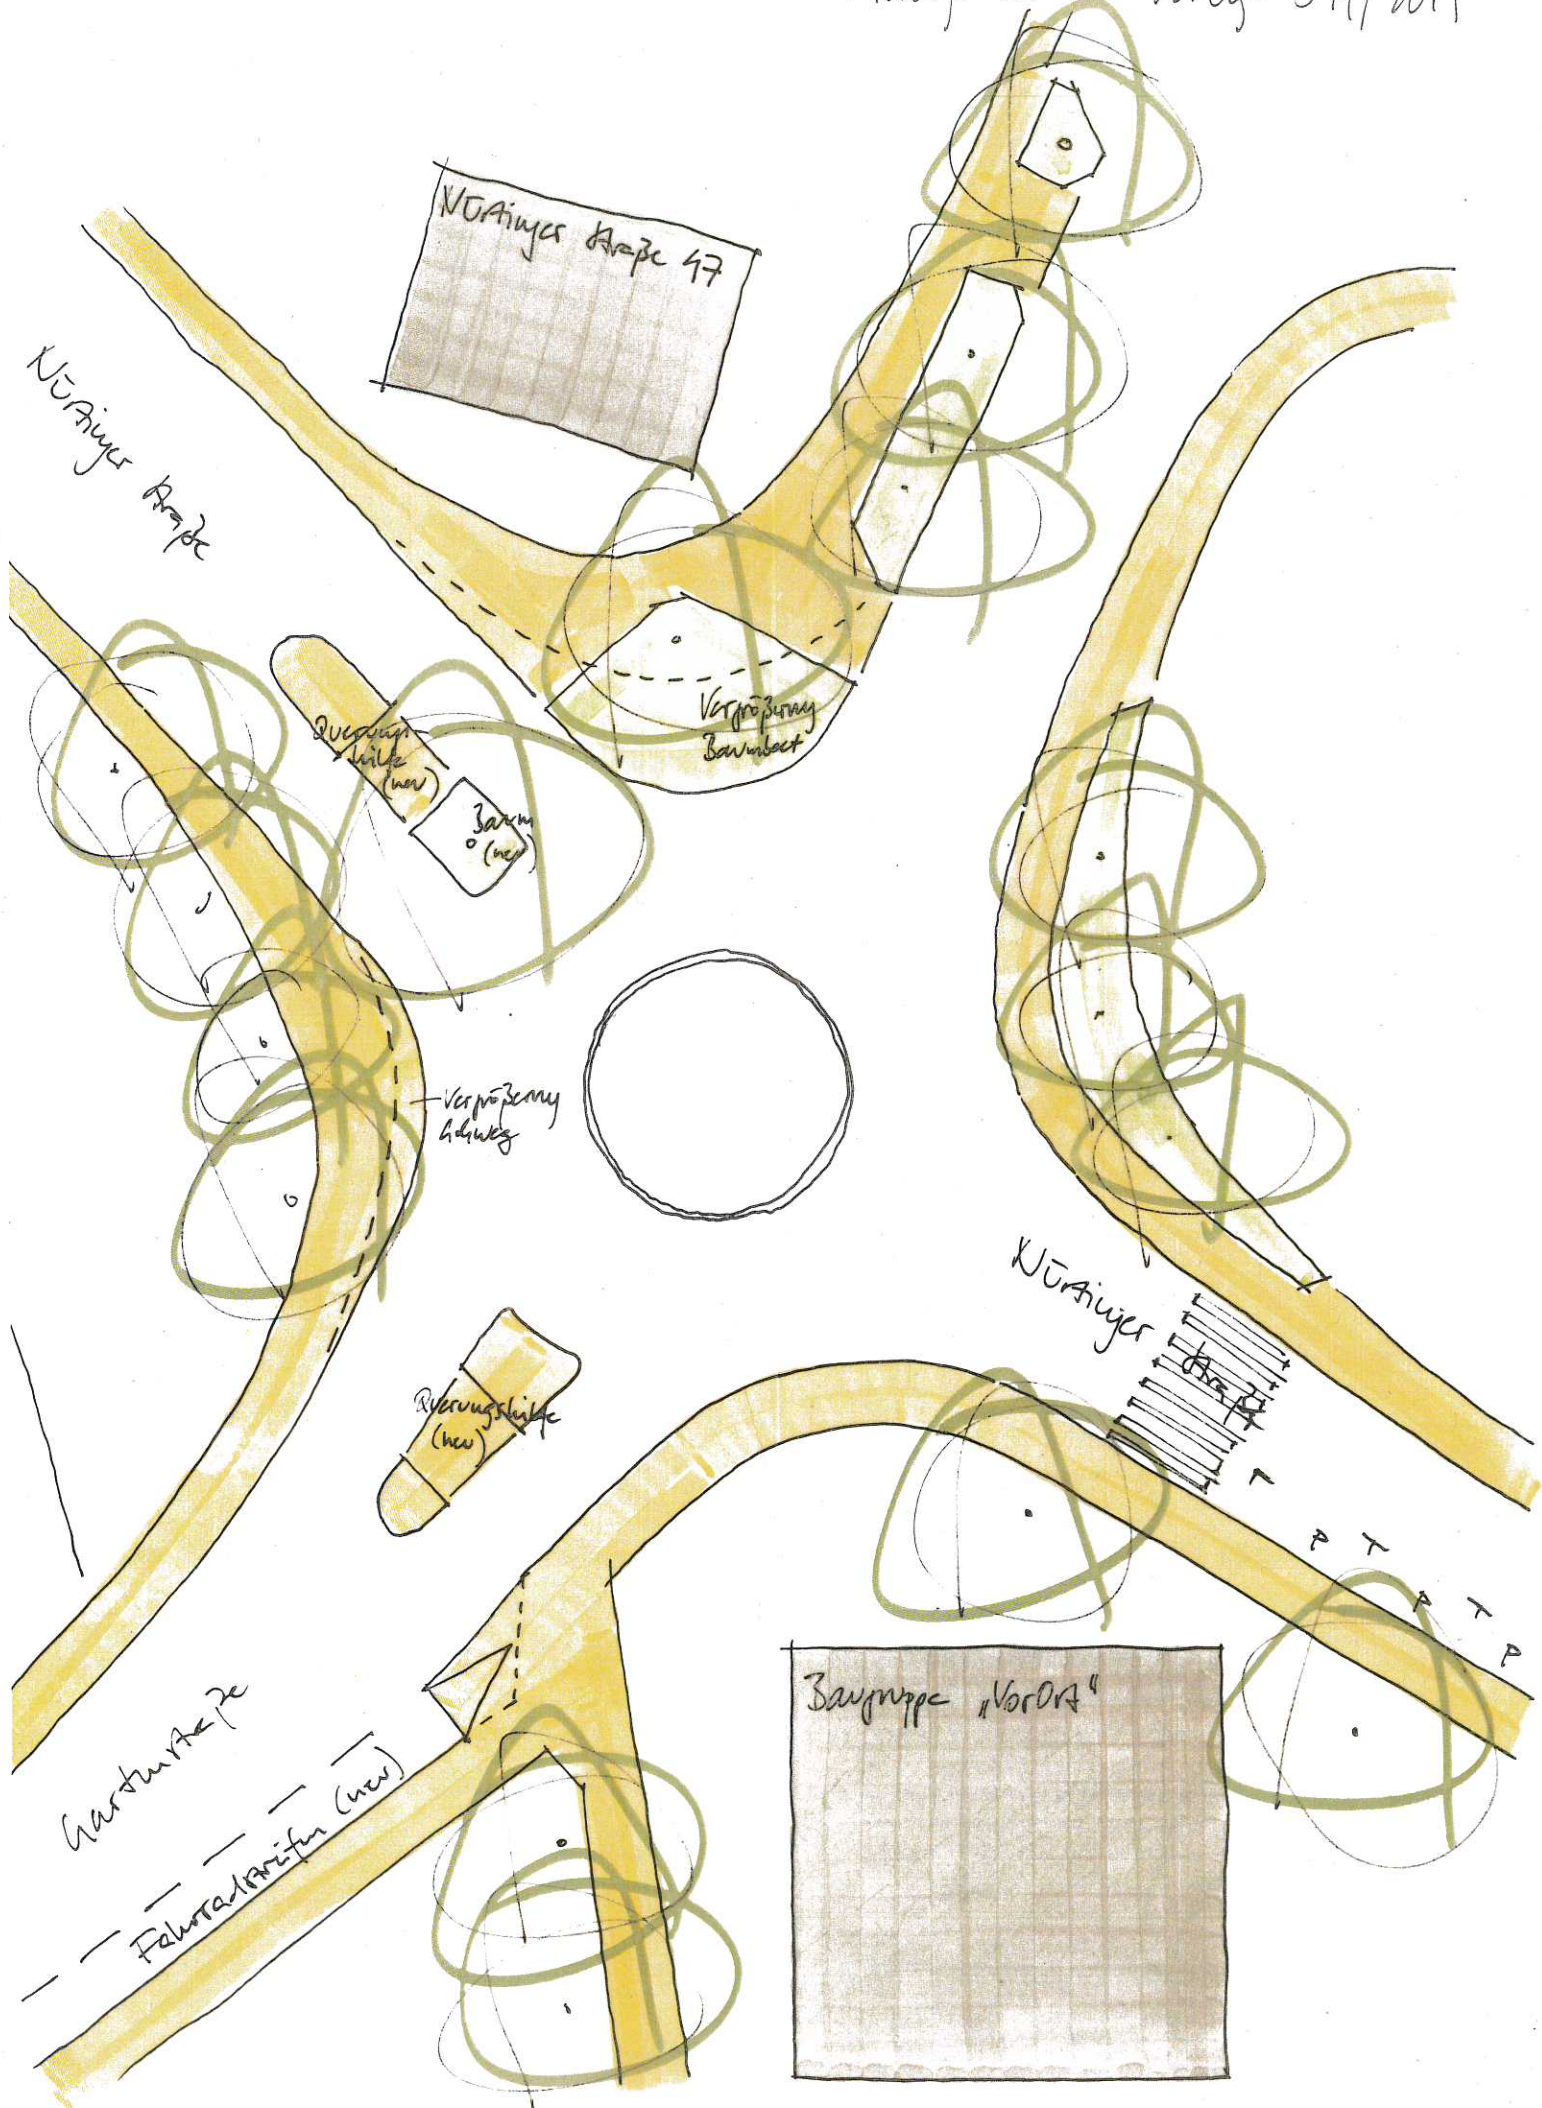 Nürtinger Straße 47
Nürtinger Straße
Querungs-
hilfe
(neu)
Baum
(neu)
Vergrößerung
Baumbeet
Vergrößerung
Gehweg
Nürtinger
Straße
Querungshilfe
(neu)
P
P
P
Baugruppe „VorOrt“
Gartenstraße
Fahrradstreifen (neu)